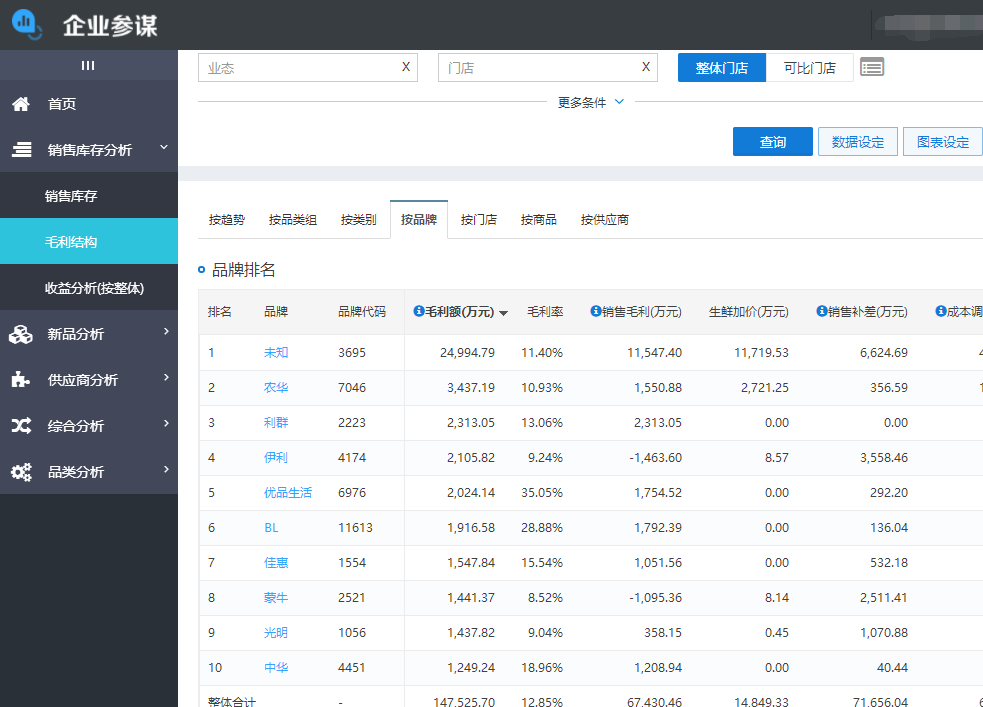 企业参谋
首页
销售库存分析
销售库存
毛利结构
收益分析(按整体)
新品分析
供应商分析
综合分析
品类分析
业态 X 门店 X 整体门店 可比门店
更多条件
查询 数据设定 图表设定
按趋势 按品类组 按类别 按品牌 按门店 按商品 按供应商
品牌排名
排名 品牌 品牌代码 毛利额(万元) 毛利率 销售毛利(万元) 生鲜加价(万元) 销售补差(万元) 成本调
1 未知 3695 24,994.79 11.40% 11,547.40 11,719.53 6,624.69
2 农华 7046 3,437.19 10.93% 1,550.88 2,721.25 356.59
3 利群 2223 2,313.05 13.06% 2,313.05 0.00 0.00
4 伊利 4174 2,105.82 9.24% -1,463.60 8.57 3,558.46
5 优品生活 6976 2,024.14 35.05% 1,754.52 0.00 292.20
6 BL 11613 1,916.58 28.88% 1,792.39 0.00 136.04
7 佳惠 1554 1,547.84 15.54% 1,051.56 0.00 532.18
8 蒙牛 2521 1,441.37 8.52% -1,095.36 8.14 2,511.41
9 光明 1056 1,437.82 9.04% 358.15 0.45 1,070.88
10 中华 4451 1,249.24 18.96% 1,208.94 0.00 40.44
整体合计 - 147,525.70 12.85% 67,430.46 14,849.33 71,656.04